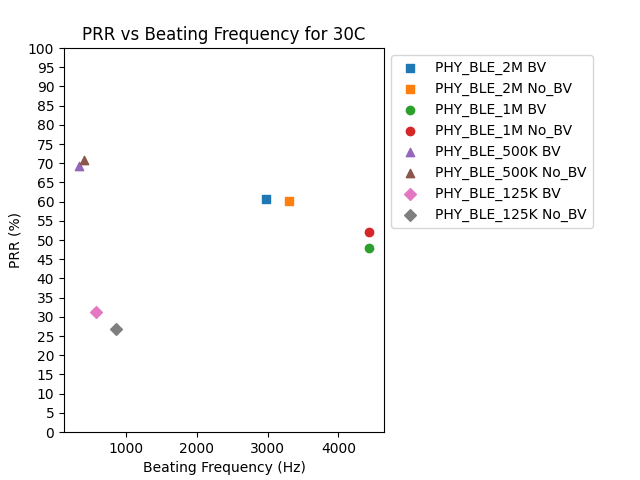 PRR vs Beating Frequency for 30C
100
95
90
85
80
75
70
65
60
55
50
45
40
35
30
25
20
15
10
5
0
PRR (%)
1000 2000 3000 4000
Beating Frequency (Hz)
PHY_BLE_2M BV
PHY_BLE_2M No_BV
PHY_BLE_1M BV
PHY_BLE_1M No_BV
PHY_BLE_500K BV
PHY_BLE_500K No_BV
PHY_BLE_125K BV
PHY_BLE_125K No_BV